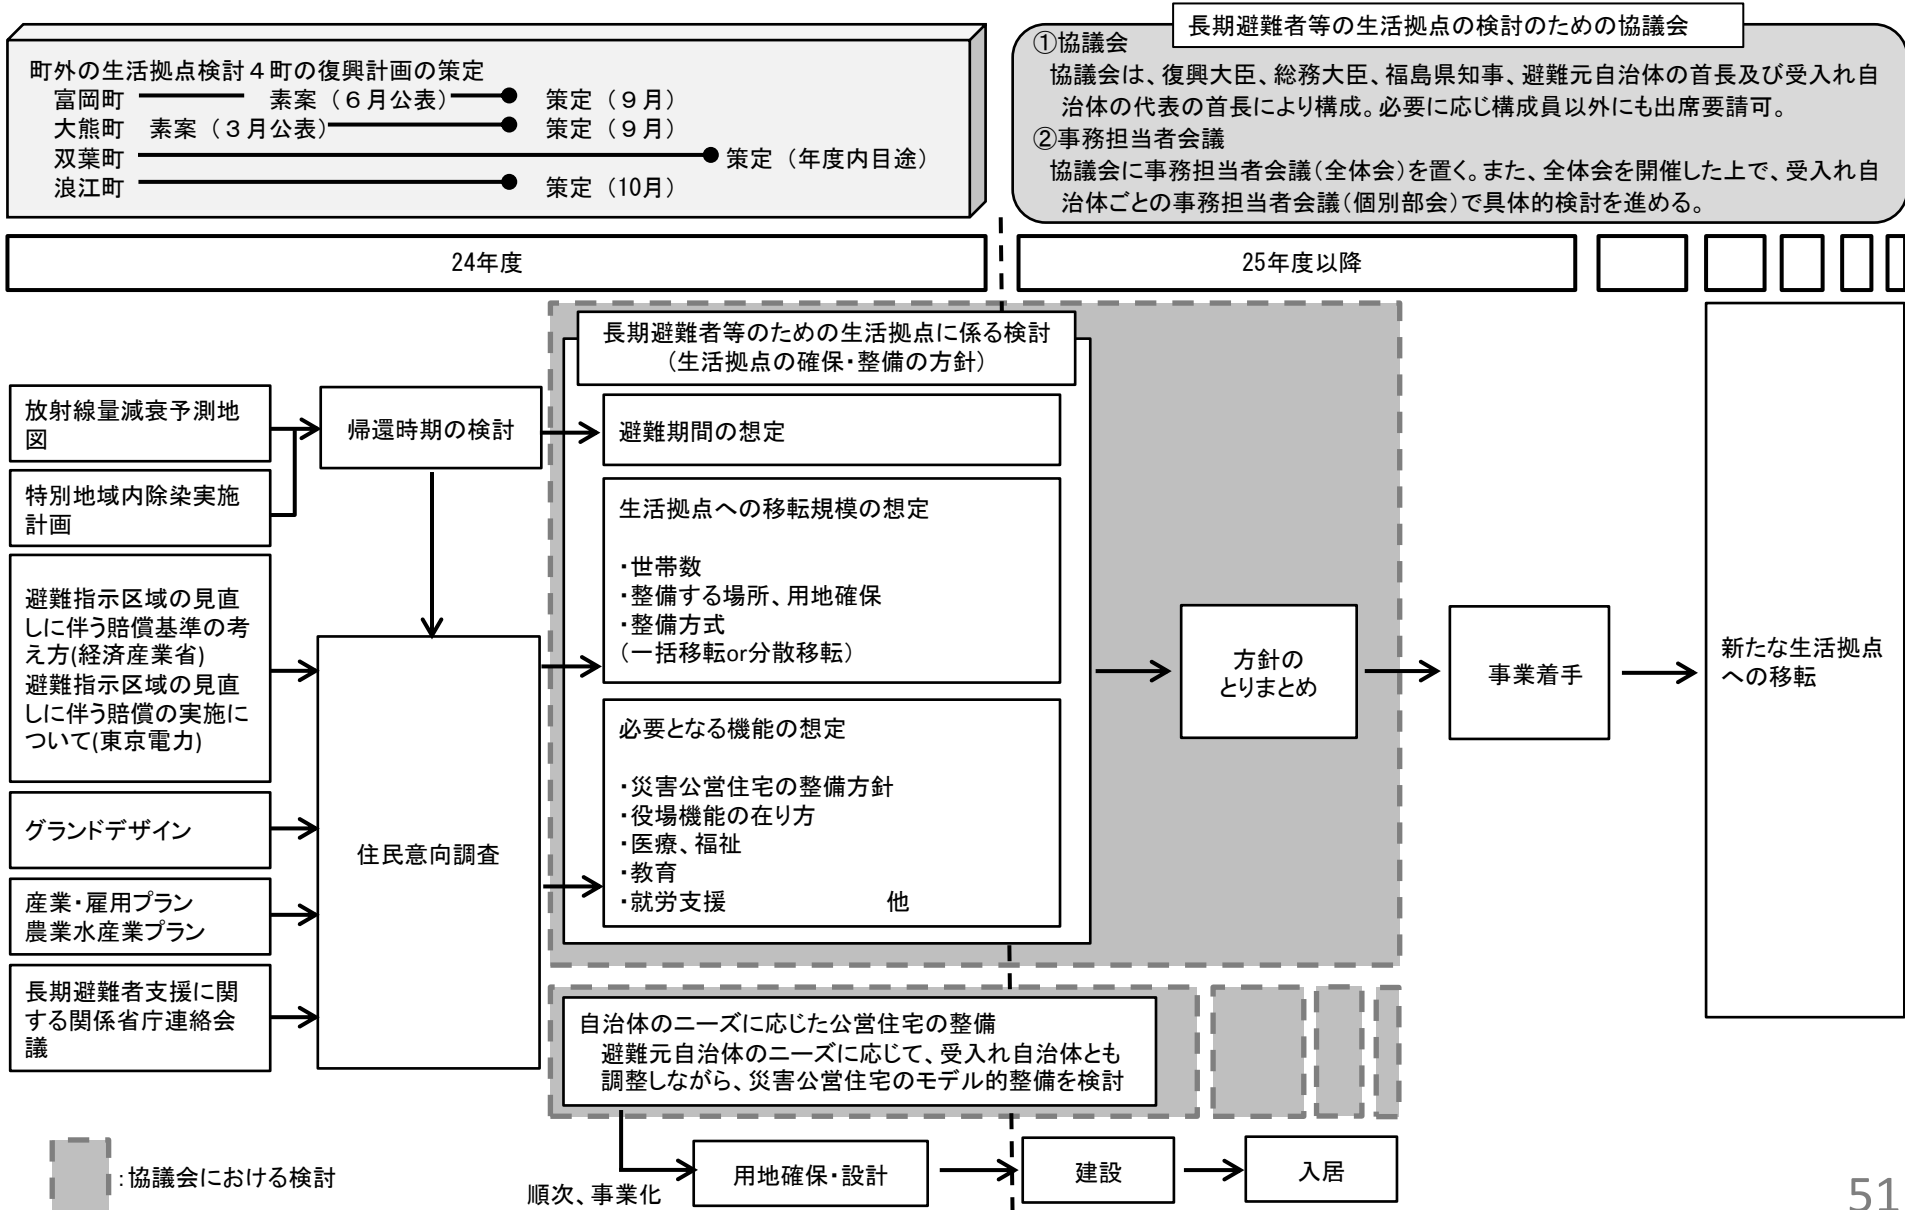 町外の生活拠点検討４町の復興計画の策定
富岡町 素案（６月公表） 策定（９月）
大熊町 素案（３月公表） 策定（９月）
双葉町 策定（年度内目途）
浪江町 策定（10月）
長期避難者等の生活拠点の検討のための協議会
①協議会
協議会は、復興大臣、総務大臣、福島県知事、避難元自治体の首長及び受入れ自
治体の代表の首長により構成。必要に応じ構成員以外にも出席要請可。
②事務担当者会議
協議会に事務担当者会議（全体会）を置く。また、全体会を開催した上で、受入れ自
治体ごとの事務担当者会議（個別部会）で具体的検討を進める。
24年度
25年度以降
放射線量減衰予測地
図
特別地域内除染実施
計画
避難指示区域の見直
しに伴う賠償基準の考
え方(経済産業省)
避難指示区域の見直
しに伴う賠償の実施に
ついて(東京電力)
グランドデザイン
産業・雇用プラン
農業水産業プラン
長期避難者支援に関
する関係省庁連絡会
議
帰還時期の検討
住民意向調査
長期避難者等のための生活拠点に係る検討
（生活拠点の確保・整備の方針）
避難期間の想定
生活拠点への移転規模の想定
・世帯数
・整備する場所、用地確保
・整備方式
（一括移転or分散移転）
必要となる機能の想定
・災害公営住宅の整備方針
・役場機能の在り方
・医療、福祉
・教育
・就労支援 他
方針の
とりまとめ
事業着手
新たな生活拠点
への移転
自治体のニーズに応じた公営住宅の整備
避難元自治体のニーズに応じて、受入れ自治体とも
調整しながら、災害公営住宅のモデル的整備を検討
順次、事業化
用地確保・設計
建設
入居
：協議会における検討
51